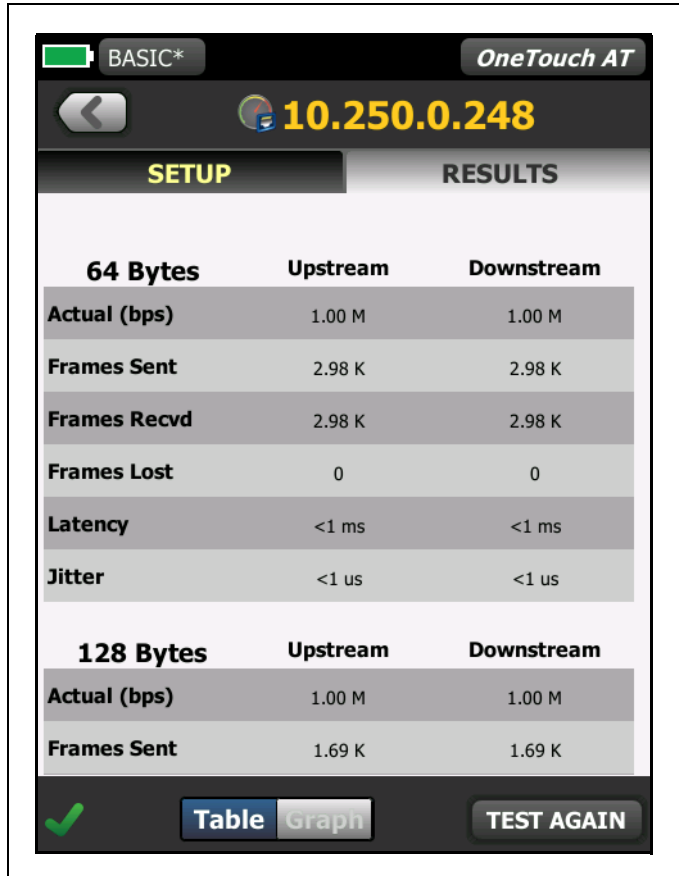 BASIC* OneTouch AT
10.250.0.248
SETUP RESULTS
64 Bytes Upstream Downstream
Actual (bps) 1.00 M 1.00 M
Frames Sent 2.98 K 2.98 K
Frames Recvd 2.98 K 2.98 K
Frames Lost 0 0
Latency <1 ms <1 ms
Jitter <1 us <1 us
128 Bytes Upstream Downstream
Actual (bps) 1.00 M 1.00 M
Frames Sent 1.69 K 1.69 K
Table Graph TEST AGAIN